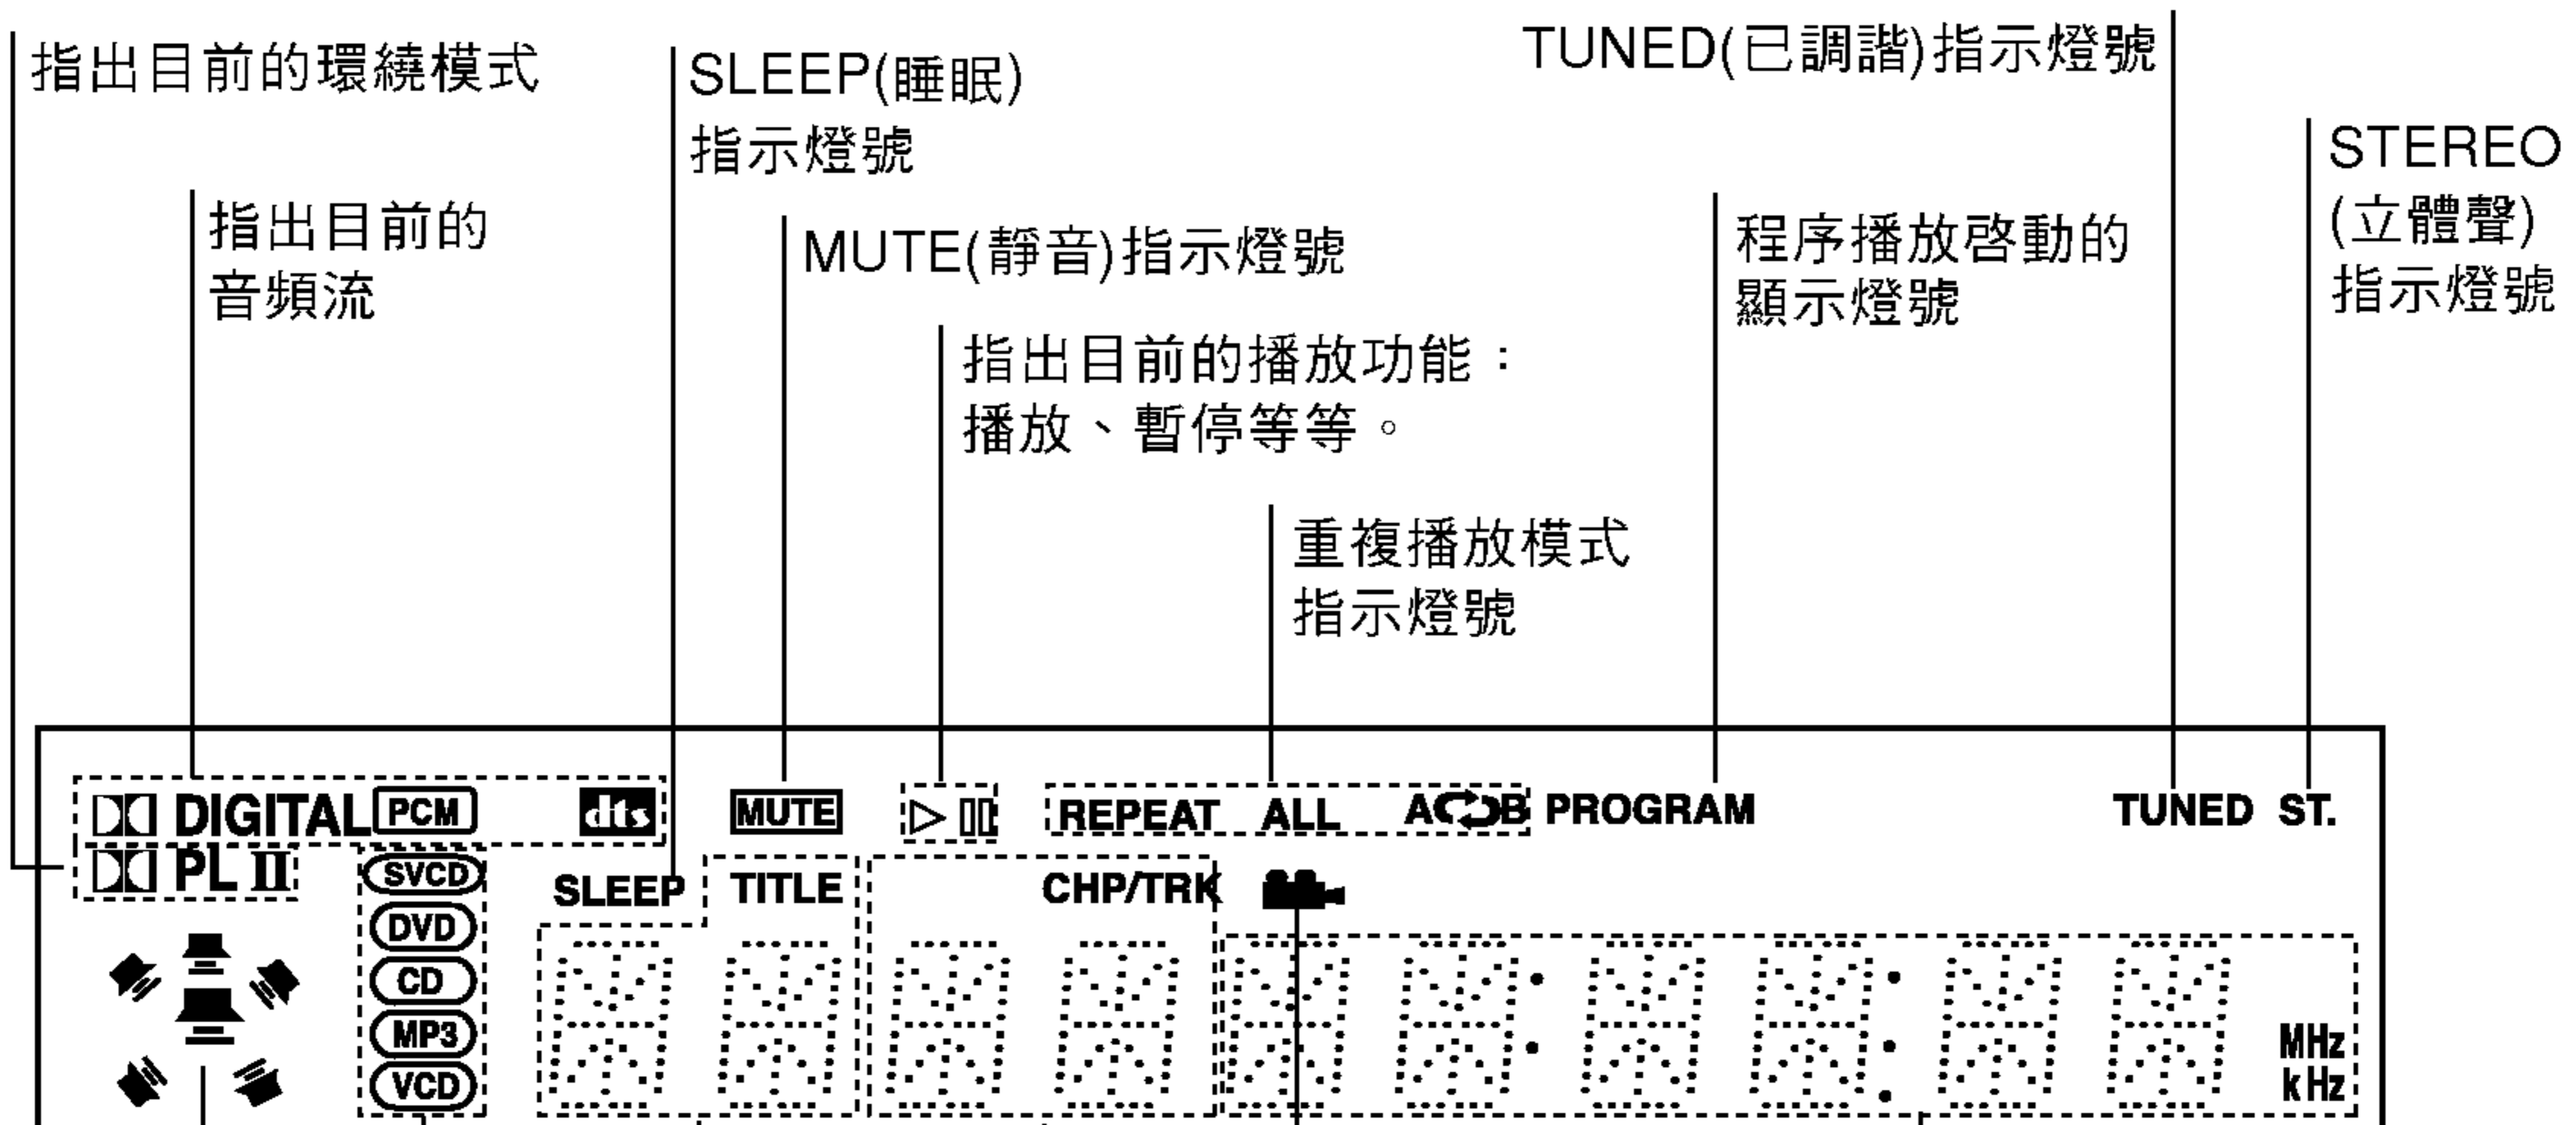 指出目前的環繞模式
SLEEP(睡眠)
指示燈號
TUNED(已調諧)指示燈號
STEREO
(立體聲)
指示燈號
指出目前的
音頻流
MUTE(靜音)指示燈號
程序播放啓動的
顯示燈號
指出目前的播放功能：
播放、暫停等等。
重複播放模式
指示燈號
DIGITAL PCM dts MUTE REPEAT ALL A B PROGRAM TUNED ST.
PL II SVCD SLEEP TITLE CHP/TRK
DVD
CD
MP3
VCD
MHz
kHz